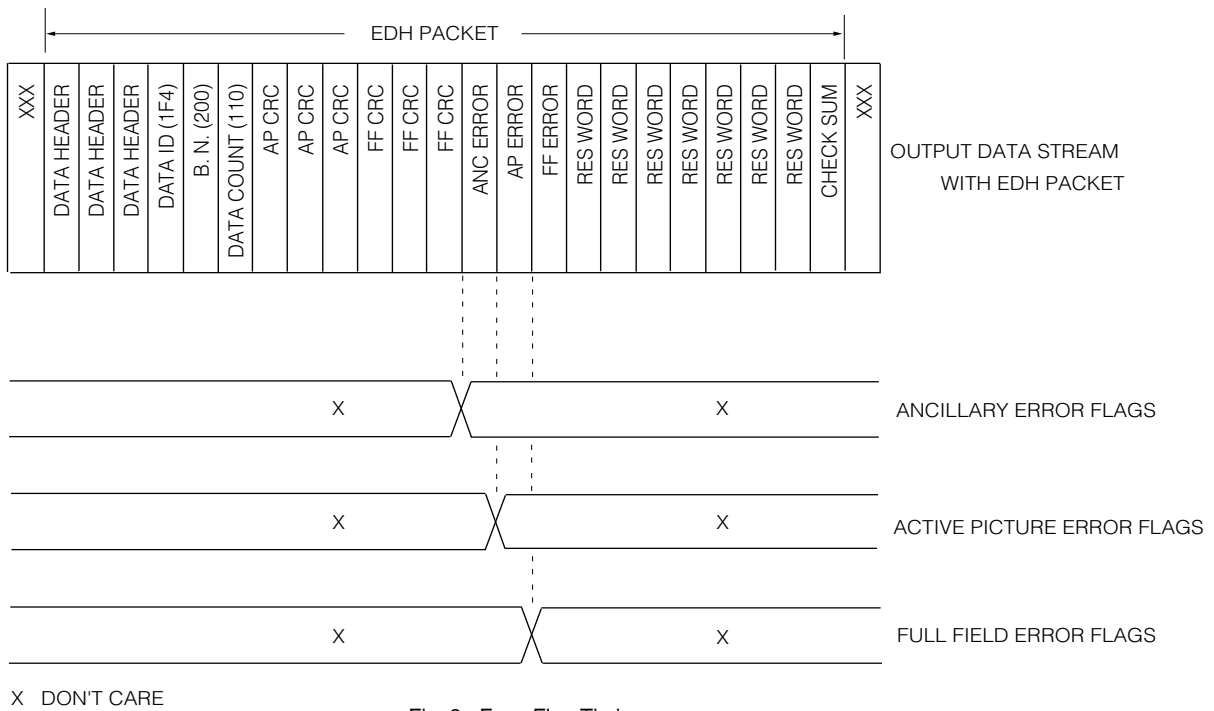 EDH PACKET
XXX
DATA HEADER
DATA HEADER
DATA HEADER
DATA ID (1F4)
B. N. (200)
DATA COUNT (110)
AP CRC
AP CRC
AP CRC
FF CRC
FF CRC
FF CRC
ANC ERROR
AP ERROR
FF ERROR
RES WORD
RES WORD
RES WORD
RES WORD
RES WORD
RES WORD
RES WORD
CHECK SUM
XXX
OUTPUT DATA STREAM
WITH EDH PACKET
X
X
ANCILLARY ERROR FLAGS
X
X
ACTIVE PICTURE ERROR FLAGS
X
X
FULL FIELD ERROR FLAGS
X DON'T CARE